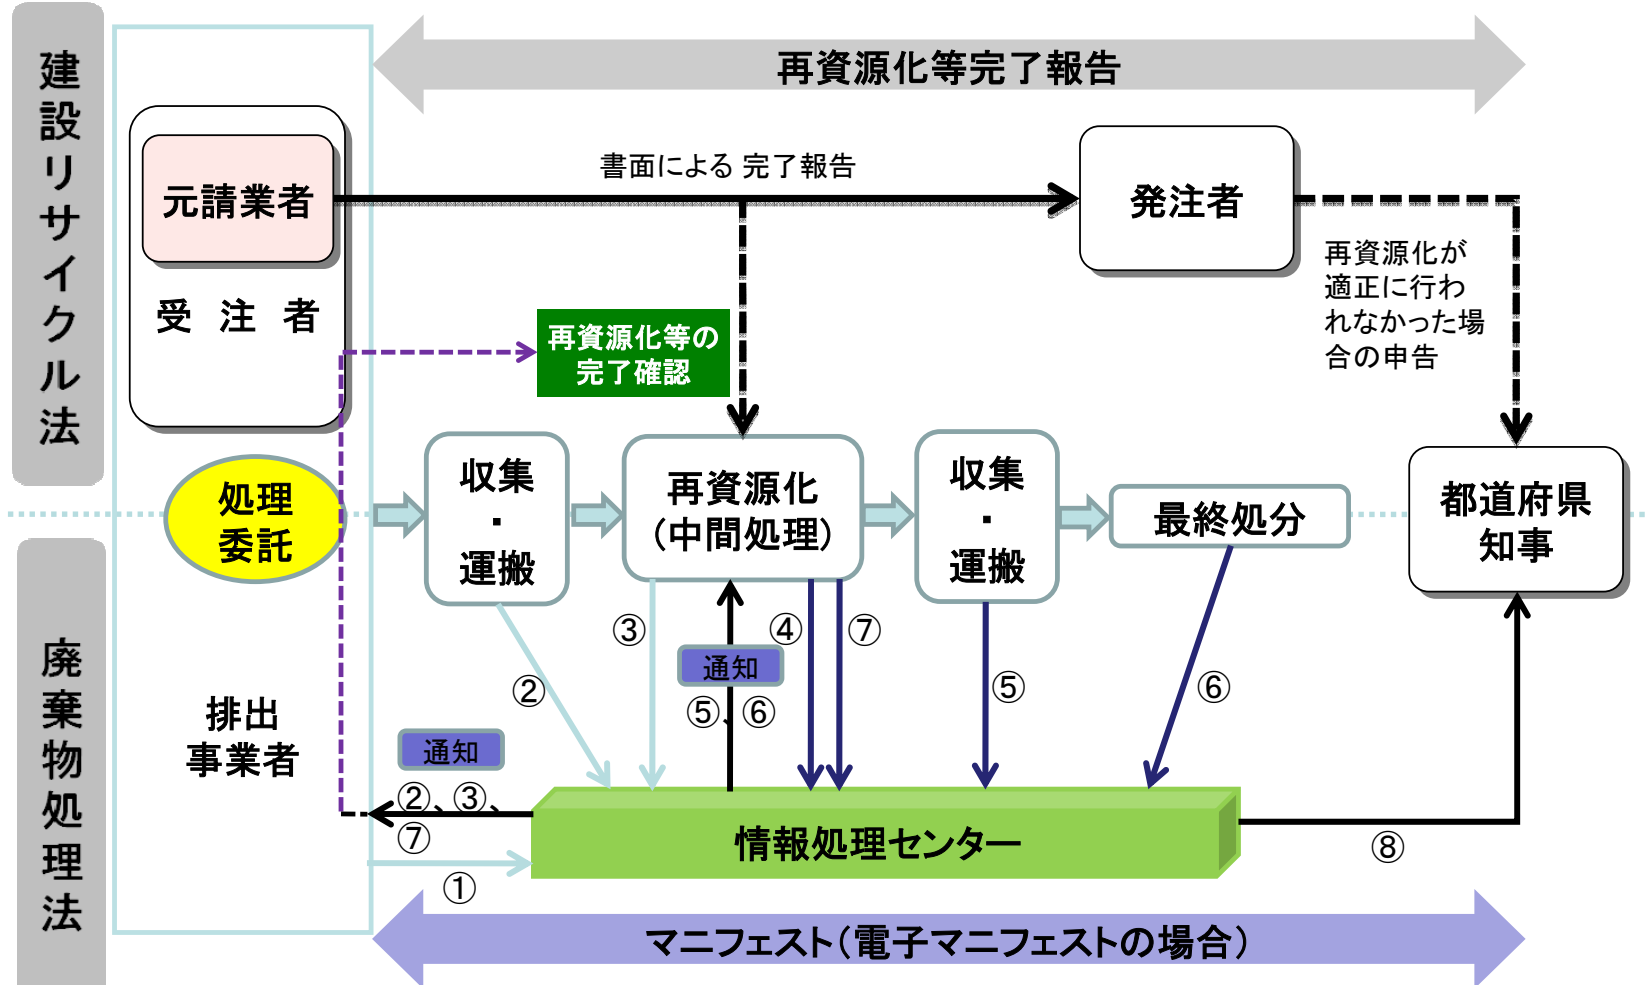 建設リサイクル法
再資源化等完了報告
元請業者
受 注 者
書面による 完了報告
発注者
再資源化が
適正に行わ
れなかった場
合の申告
再資源化等の
完了確認
処理
委託
収集
・
運搬
再資源化
(中間処理)
収集
・
運搬
最終処分
都道府県
知事
廃棄物処理法
排出
事業者
②
③
通知
⑤、⑥
④
⑦
⑤
⑥
通知
②、③、
⑦
①
情報処理センター
⑧
マニフェスト(電子マニフェストの場合)